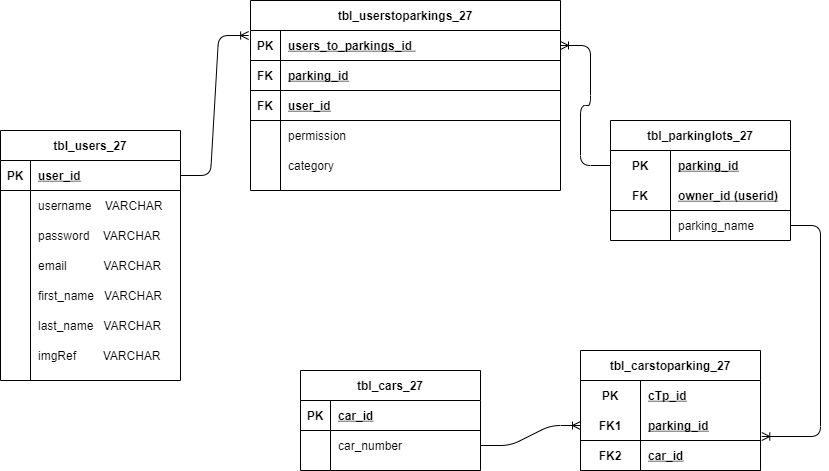 tbl_userstoparkings_27
PK users_to_parkings_id
FK parking_id
FK user_id
permission
category
tbl_users_27
PK user_id
username VARCHAR
password VARCHAR
email VARCHAR
first_name VARCHAR
last_name VARCHAR
imgRef VARCHAR
tbl_parkinglots_27
PK parking_id
FK owner_id (userid)
parking_name
tbl_cars_27
PK car_id
car_number
tbl_carstoparking_27
PK cTp_id
FK1 parking_id
FK2 car_id